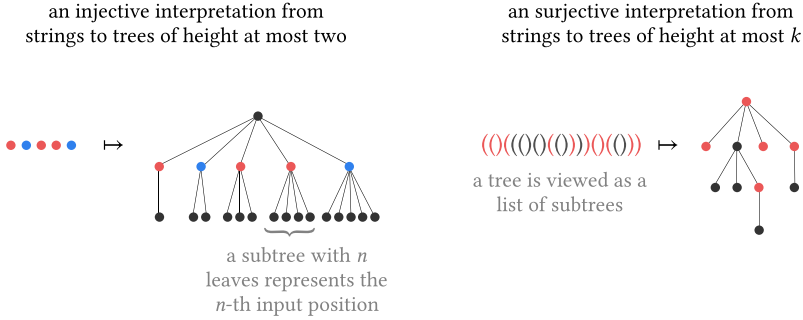 an injective interpretation from
strings to trees of height at most two
an surjective interpretation from
strings to trees of height at most k
↦
(()((()()(())))()(()))
↦
a tree is viewed as a
list of subtrees
a subtree with n
leaves represents the
n-th input position